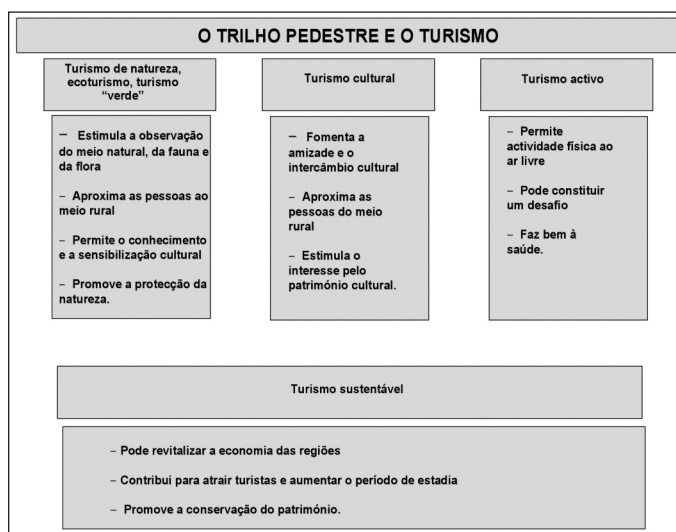 O TRILHO PEDESTRE E O TURISMO
Turismo de natureza,
ecoturismo, turismo
“verde”
– Estimula a observação
do meio natural, da fauna e
da flora
– Aproxima as pessoas ao
meio rural
– Permite o conhecimento
e a sensibilização cultural
– Promove a protecção da
natureza.
Turismo cultural
– Fomenta a
amizade e o
intercâmbio cultural
– Aproxima as
pessoas do meio
rural
– Estimula o
interesse pelo
património cultural.
Turismo activo
– Permite
actividade física ao
ar livre
– Pode constituir
um desafio
– Faz bem à
saúde.
Turismo sustentável
– Pode revitalizar a economia das regiões
– Contribui para atrair turistas e aumentar o período de estadia
– Promove a conservação do património.